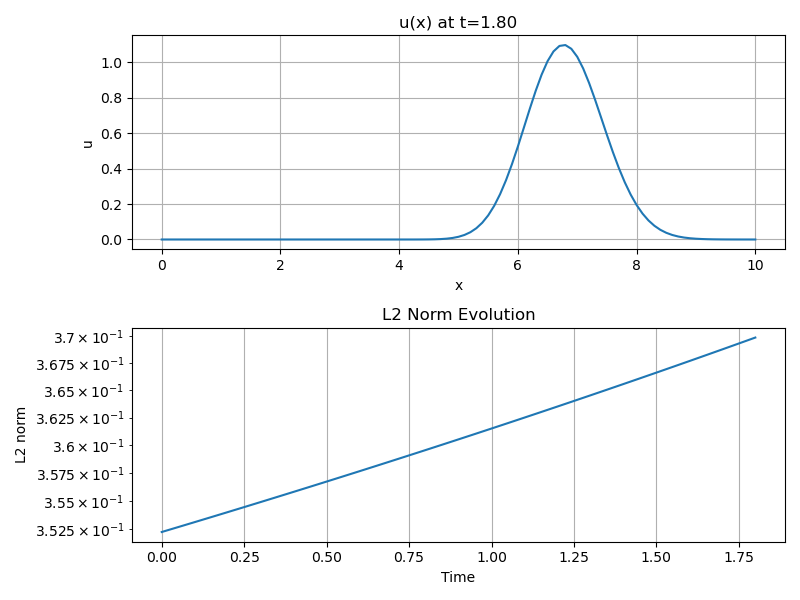 u(x) at t=1.80
u
1.0
0.8
0.6
0.4
0.2
0.0
0 2 4 6 8 10
x
L2 Norm Evolution
L2 norm
3.7 × 10⁻¹
3.675 × 10⁻¹
3.65 × 10⁻¹
3.625 × 10⁻¹
3.6 × 10⁻¹
3.575 × 10⁻¹
3.55 × 10⁻¹
3.525 × 10⁻¹
0.00 0.25 0.50 0.75 1.00 1.25 1.50 1.75
Time